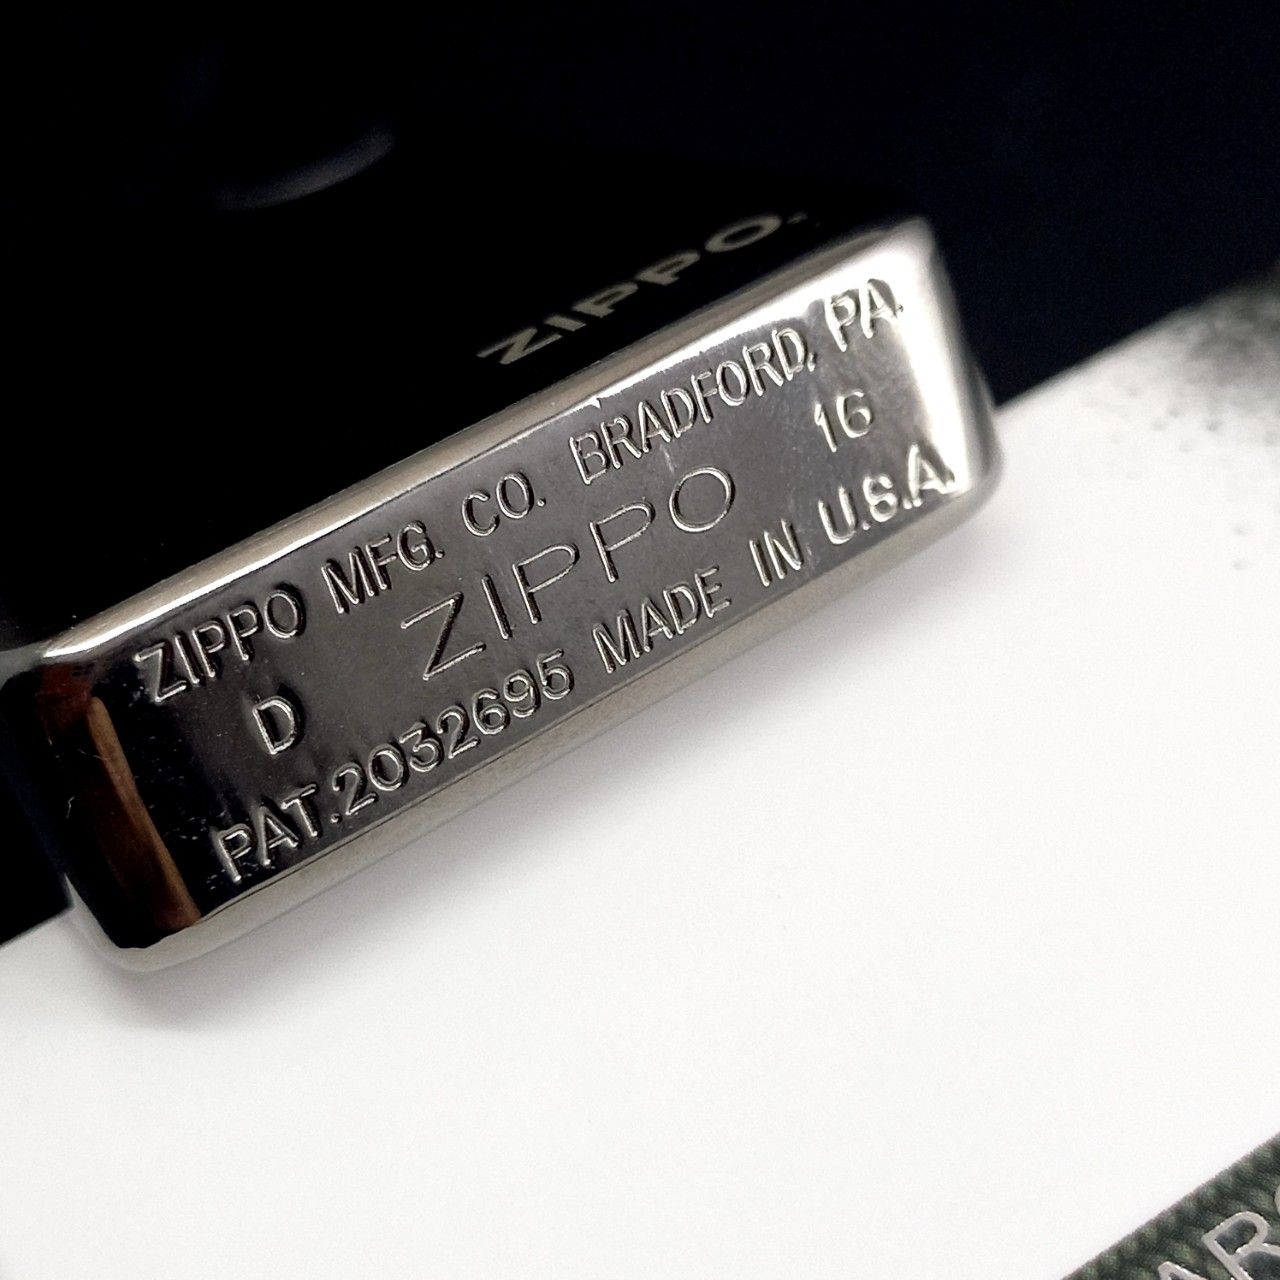 ZIPPO.
ZIPPO MFG. CO. BRADFORD, PA.
D ZIPPO 16
PAT.2032695 MADE IN U.S.A.